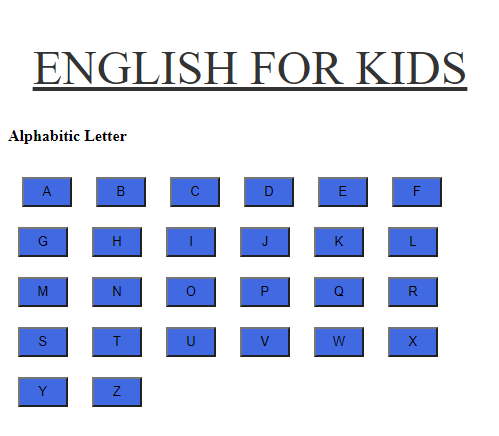 ENGLISH FOR KIDS
Alphabitic Letter
A B C D E F
G H I J K L
M N O P Q R
S T U V W X
Y Z